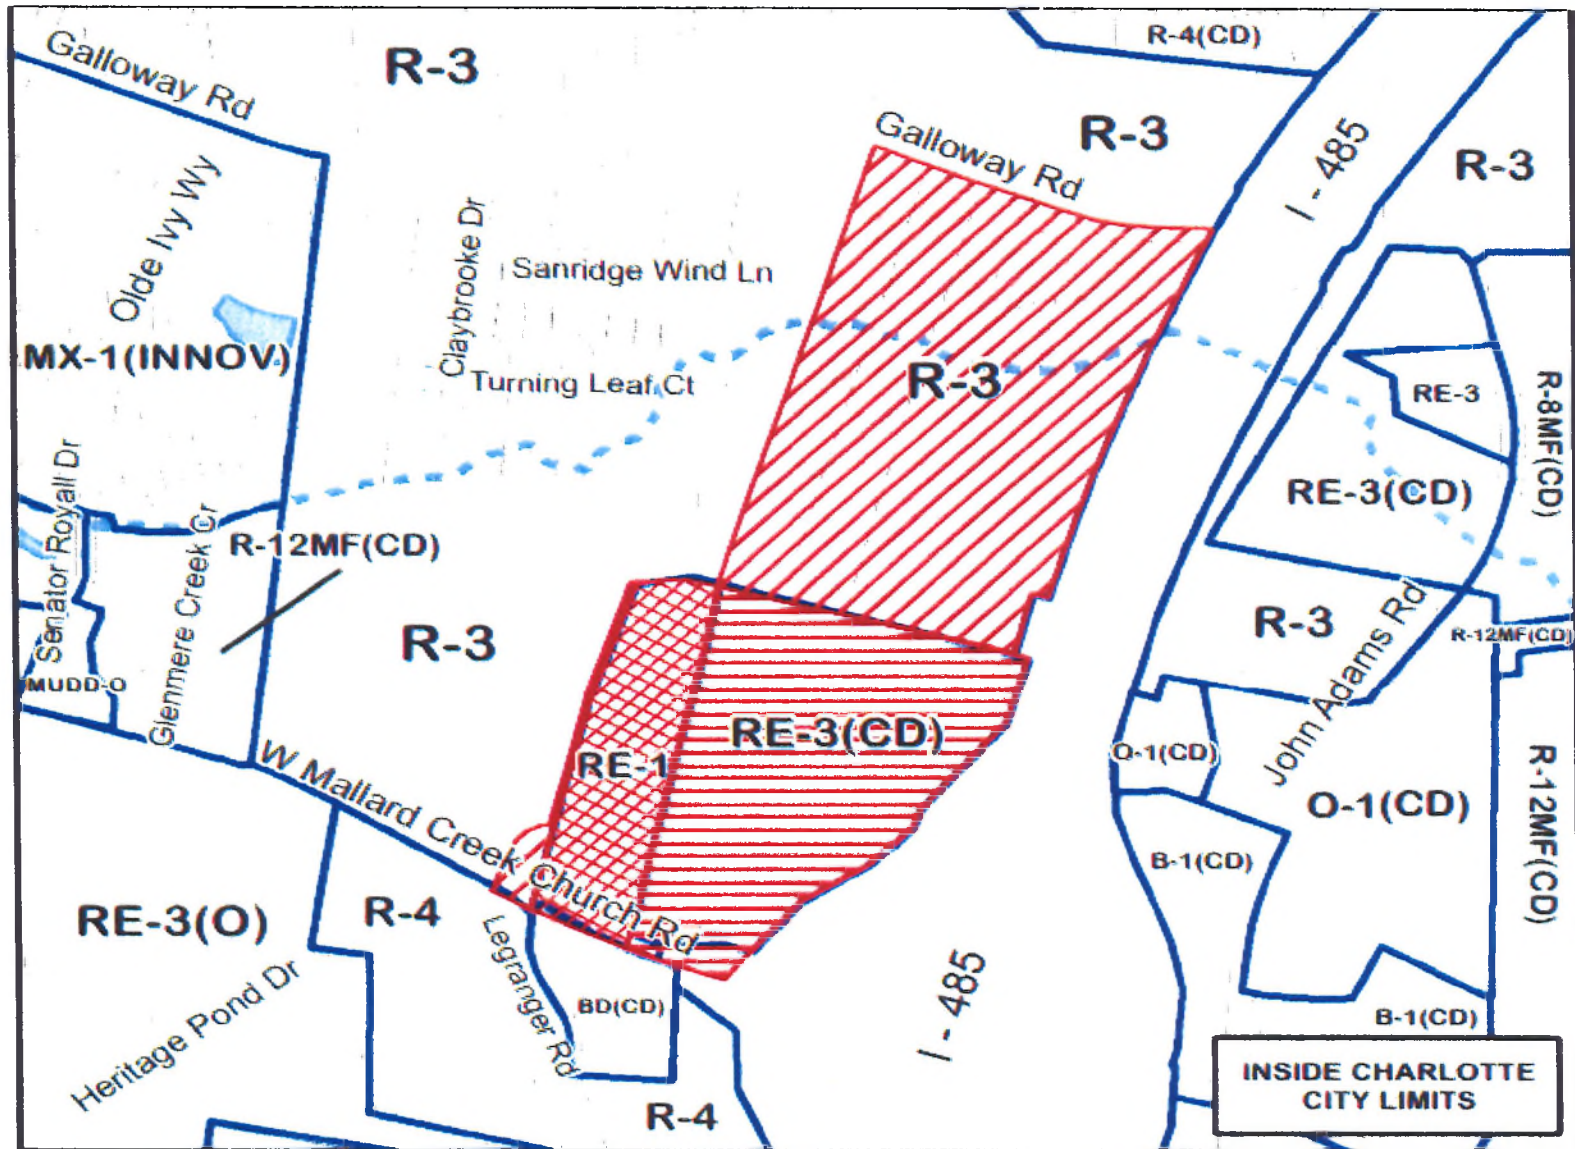 R-4(CD)
Galloway Rd
R-3
Galloway Rd
R-3
I - 485
R-3
Olde Ivy Wy
Claybrooke Dr
Sanridge Wind Ln
MX-1(INNOV)
Turning Leaf Ct
R-3
RE-3
R-8MF(CD)
RE-3(CD)
Senator Royall Dr
Glenmere Creek Cr
R-12MF(CD)
R-3
R-3
R-12MF(CD)
MUDD-O
John Adams Rd
RE-3(CD)
RE-1
O-1(CD)
W Mallard Creek Church Rd
O-1(CD)
R-12MF(CD)
B-1(CD)
RE-3(O)
R-4
Legranger Rd
Heritage Pond Dr
BD(CD)
I - 485
B-1(CD)
R-4
INSIDE CHARLOTTE
CITY LIMITS